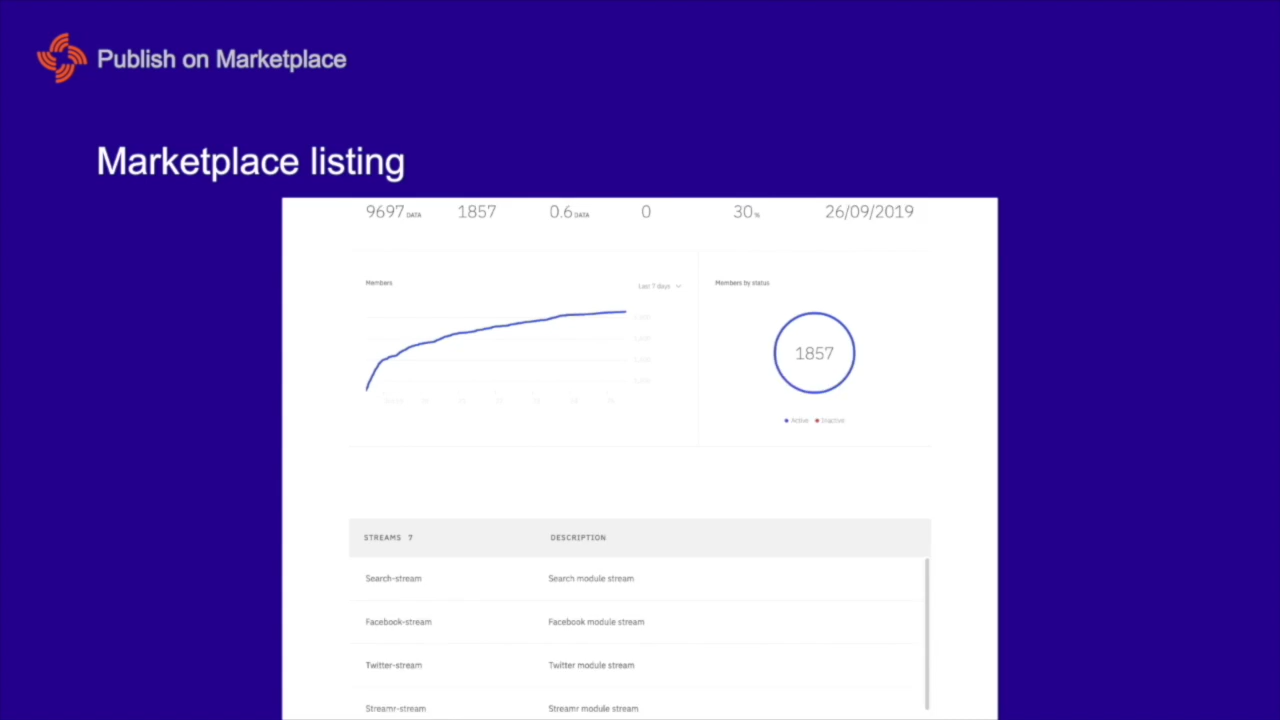 Publish on Marketplace
Marketplace listing
9697 DATA 1857 0.6 DATA 0 30 % 26/09/2019
Members Last 7 days Members by status
1857
Active Inactive
STREAMS 7 DESCRIPTION
Search-stream Search module stream
Facebook-stream Facebook module stream
Twitter-stream Twitter module stream
Streamr-stream Streamr module stream